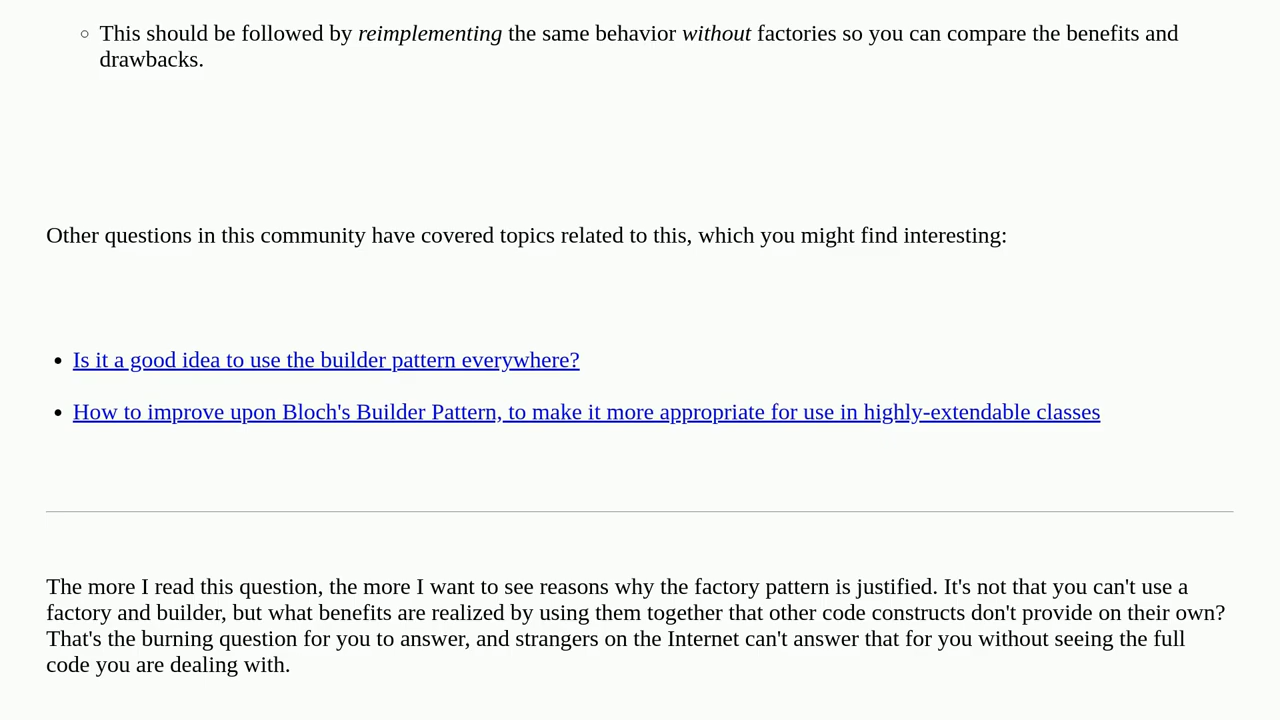 This should be followed by reimplementing the same behavior without factories so you can compare the benefits and
drawbacks.
Other questions in this community have covered topics related to this, which you might find interesting:
Is it a good idea to use the builder pattern everywhere?
How to improve upon Bloch's Builder Pattern, to make it more appropriate for use in highly-extendable classes
The more I read this question, the more I want to see reasons why the factory pattern is justified. It's not that you can't use a
factory and builder, but what benefits are realized by using them together that other code constructs don't provide on their own?
That's the burning question for you to answer, and strangers on the Internet can't answer that for you without seeing the full
code you are dealing with.